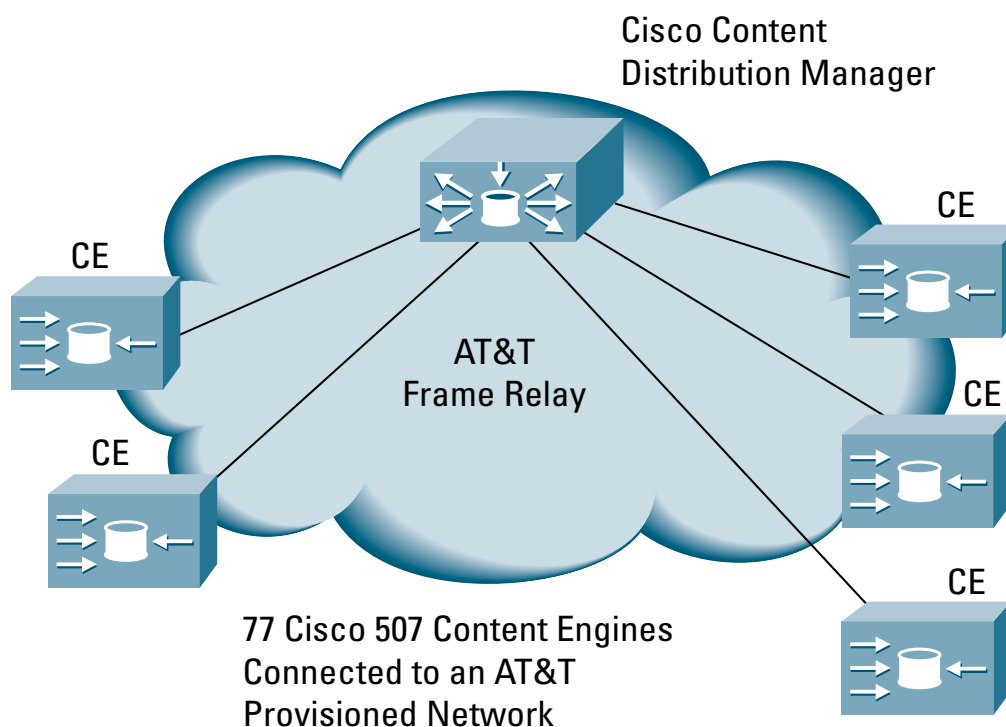 Cisco Content
Distribution Manager
CE
CE
AT&T
Frame Relay
CE
CE
CE
77 Cisco 507 Content Engines
Connected to an AT&T
Provisioned Network